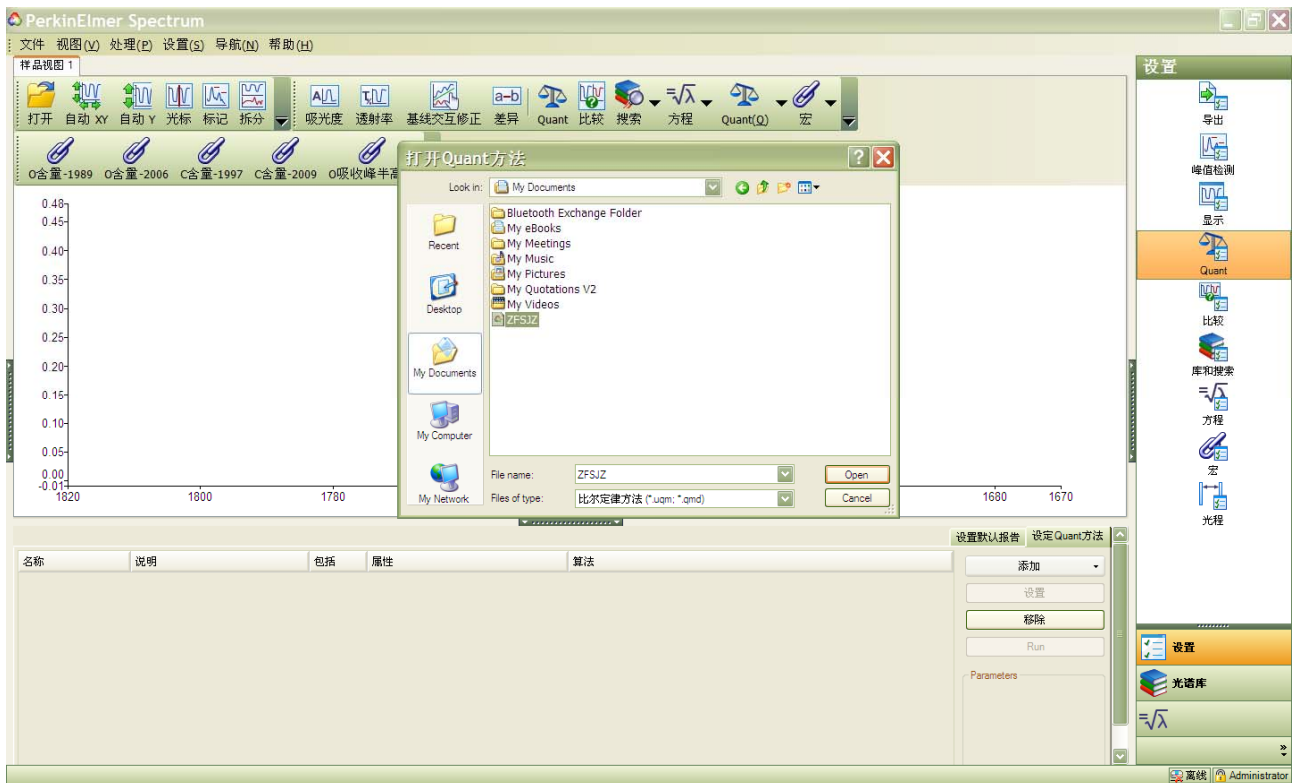 PerkinElmer Spectrum
文件 视图(V) 处理(P) 设置(S) 导航(N) 帮助(H)
样品视图 1
打开 自动 XY 自动 Y 光标 标记 拆分 吸光度 透射率 基线交互修正 差异 Quant 比较 搜索 方程 Quant(Q) 宏
O含量-1989 O含量-2006 C含量-1997 C含量-2009 O吸收峰半高
0.48
0.45
0.40
0.35
0.30
0.25
0.20
0.15
0.10
0.05
0.00
-0.01
1820 1800 1780 1680 1670
打开Quant方法
Look in: My Documents
Recent
Desktop
My Documents
My Computer
My Network
Bluetooth Exchange Folder
My eBooks
My Meetings
My Music
My Pictures
My Quotations V2
My Videos
ZFSJZ
File name: ZFSJZ Open
Files of type: 比尔定律方法 (*.uqm; *.qmd) Cancel
设置默认报告 设定Quant方法
名称 说明 包括 属性 算法
添加
设置
移除
Run
Parameters
设置
导出
峰值检测
显示
Quant
比较
库和搜索
方程
宏
光程
设置
光谱库
=√λ
离线 Administrator